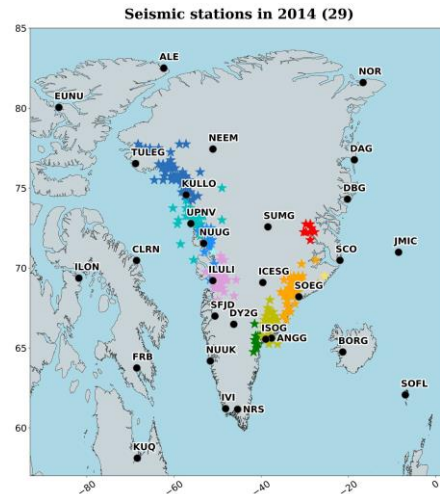 Seismic stations in 2014 (29)
85
ALE
NOR
EUNU
80
NEEM
TULEG
DAG
75
KULLO
DBG
UPNV
SUMG
NUUG
JMIC
CLRN
SCO
70
ILON
ILULI
ICESG
SOEG
SFJD
DY2G
ISOG
ANGG
BORG
65
NUUK
FRB
SOFL
IVI
NRS
60
KUQ
−80
−60
−40
−20
0